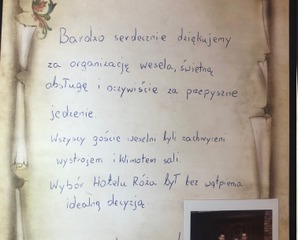 Bardzo serdecznie dziękujemy
za organizację wesela, świetną
obsługę i oczywiście za przepyszne
jedzenie.
Wszyscy goście weselni byli zachwyceni
wystrojem i klimatem sali.
Wybór Hotelu Róża był bez wątpienia
idealną decyzją